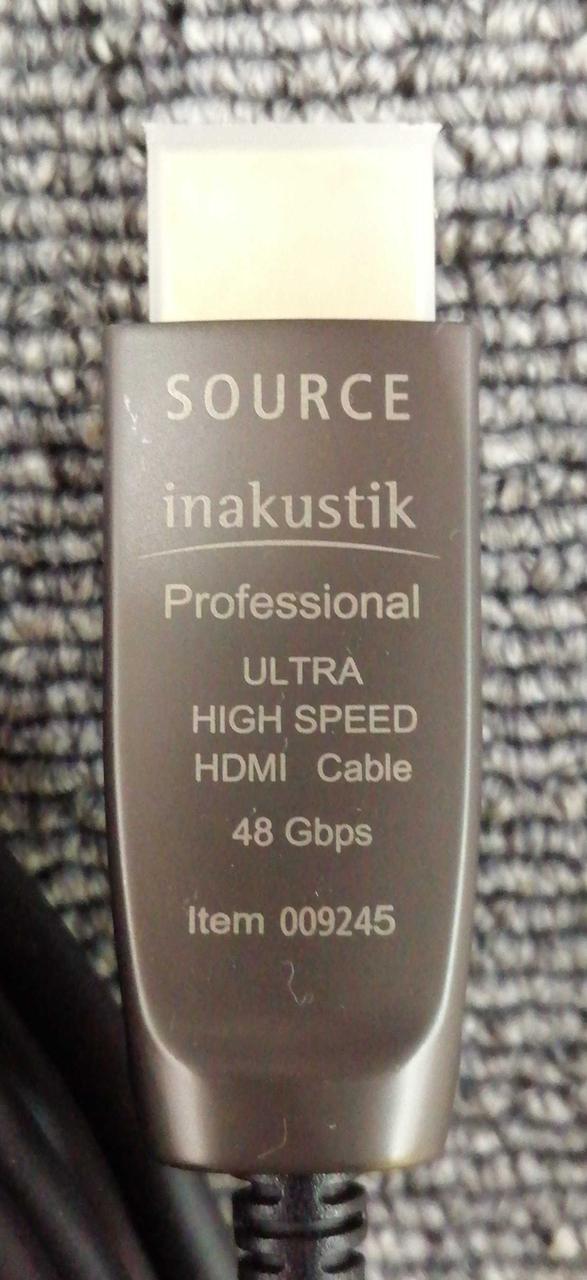 SOURCE
inakustik
Professional
ULTRA
HIGH SPEED
HDMI Cable
48 Gbps
Item 009245